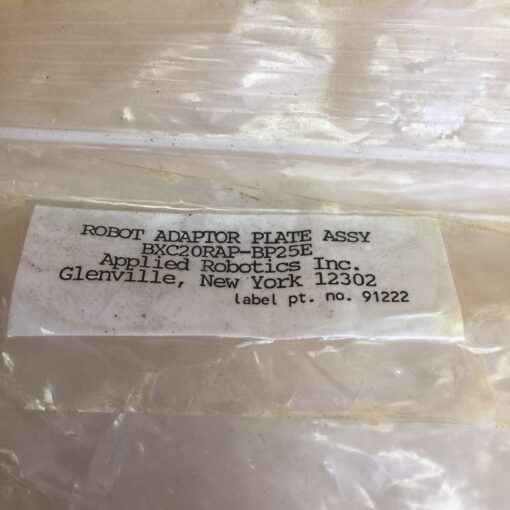 ROBOT ADAPTOR PLATE ASSY
BXC20RAP-BP25E
Applied Robotics Inc.
Glenville, New York 12302
label pt. no. 91222